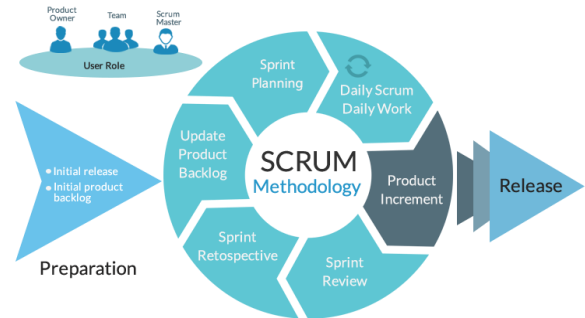 Product
Owner
Team
Scrum
Master
User Role
Sprint
Planning
Daily Scrum
Daily Work
Update
Product
Backlog
SCRUM
Methodology
Product
Increment
Sprint
Retospective
Sprint
Review
• Initial release
• Initial product
backlog
Preparation
Release